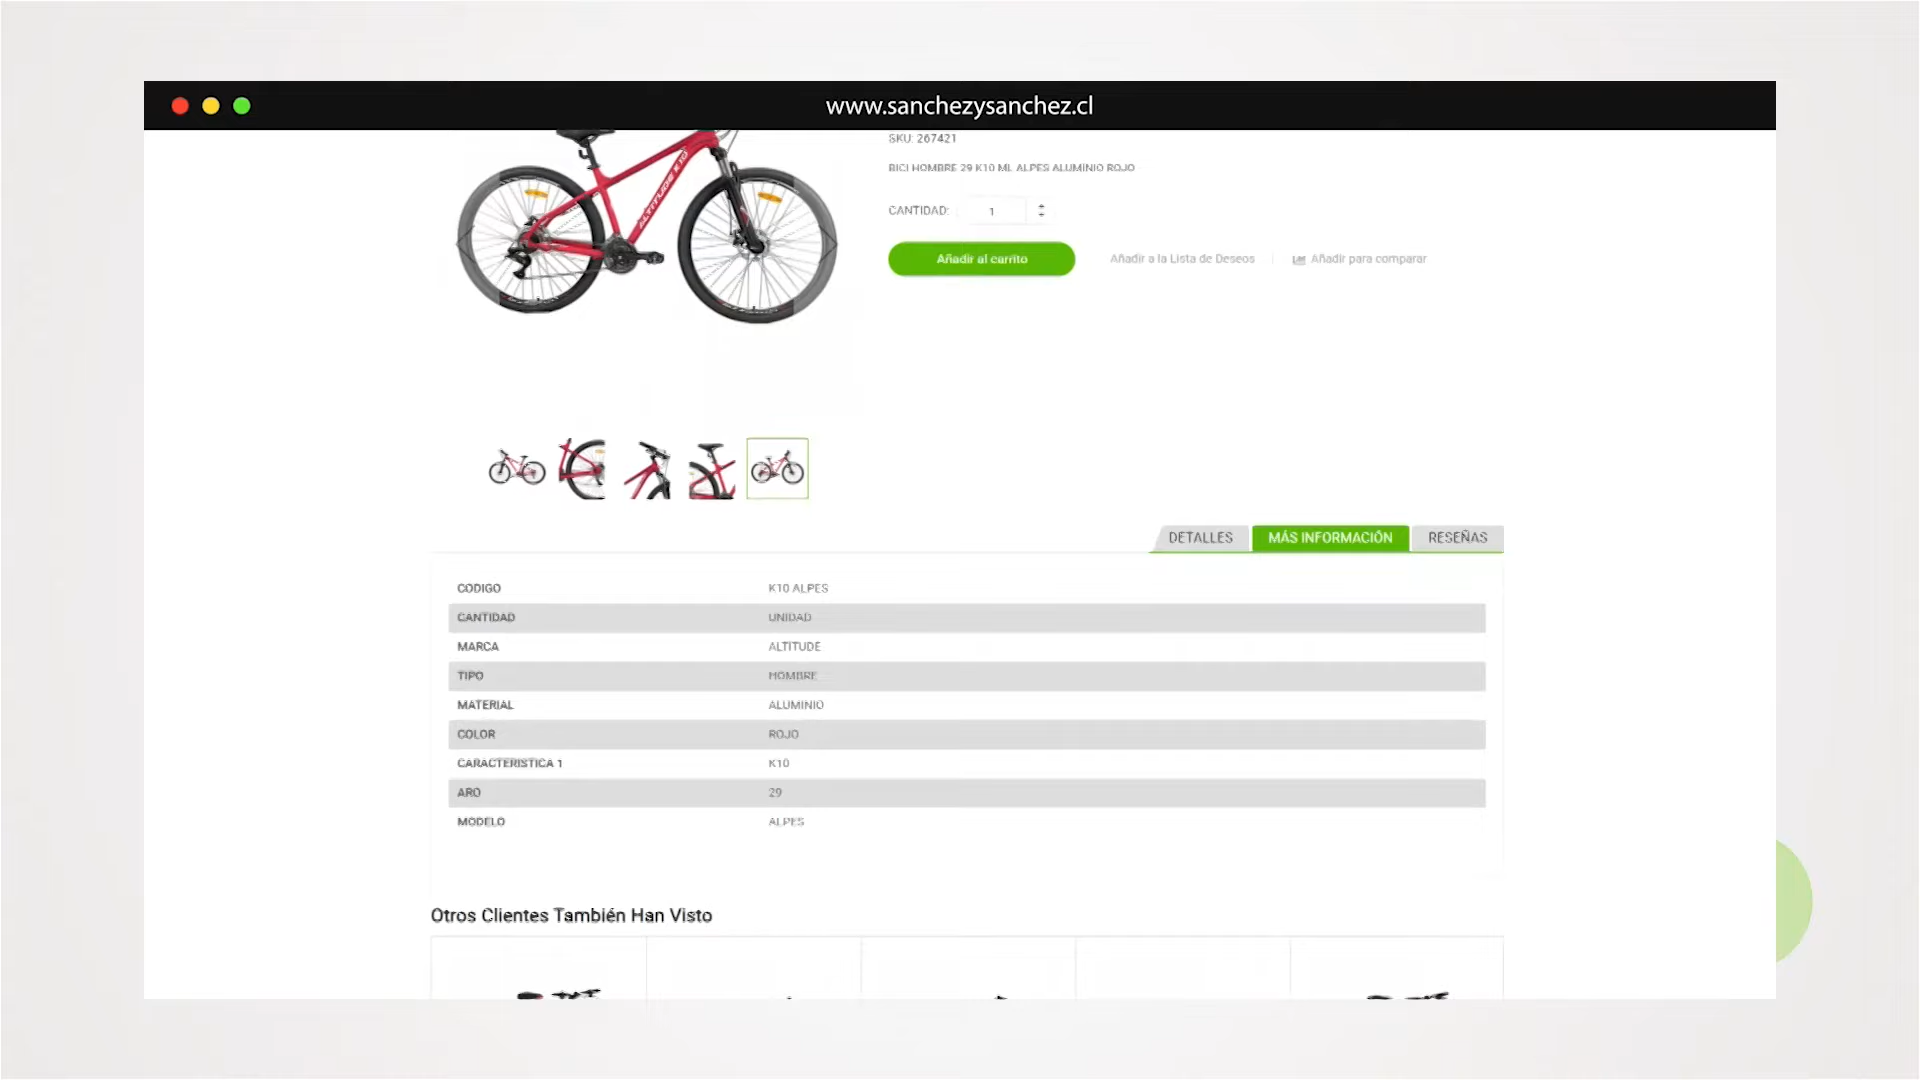 www.sanchezysanchez.cl
SKU: 267421
BICI HOMBRE 29 K10 ML ALPES ALUMINIO ROJO
CANTIDAD: 1
Añadir al carrito Añadir a la Lista de Deseos Añadir para comparar
ALTITUDE K10
DETALLES MÁS INFORMACIÓN RESEÑAS
CODIGO K10 ALPES
CANTIDAD UNIDAD
MARCA ALTITUDE
TIPO HOMBRE
MATERIAL ALUMINIO
COLOR ROJO
CARACTERISTICA 1 K10
ARO 29
MODELO ALPES
Otros Clientes También Han Visto